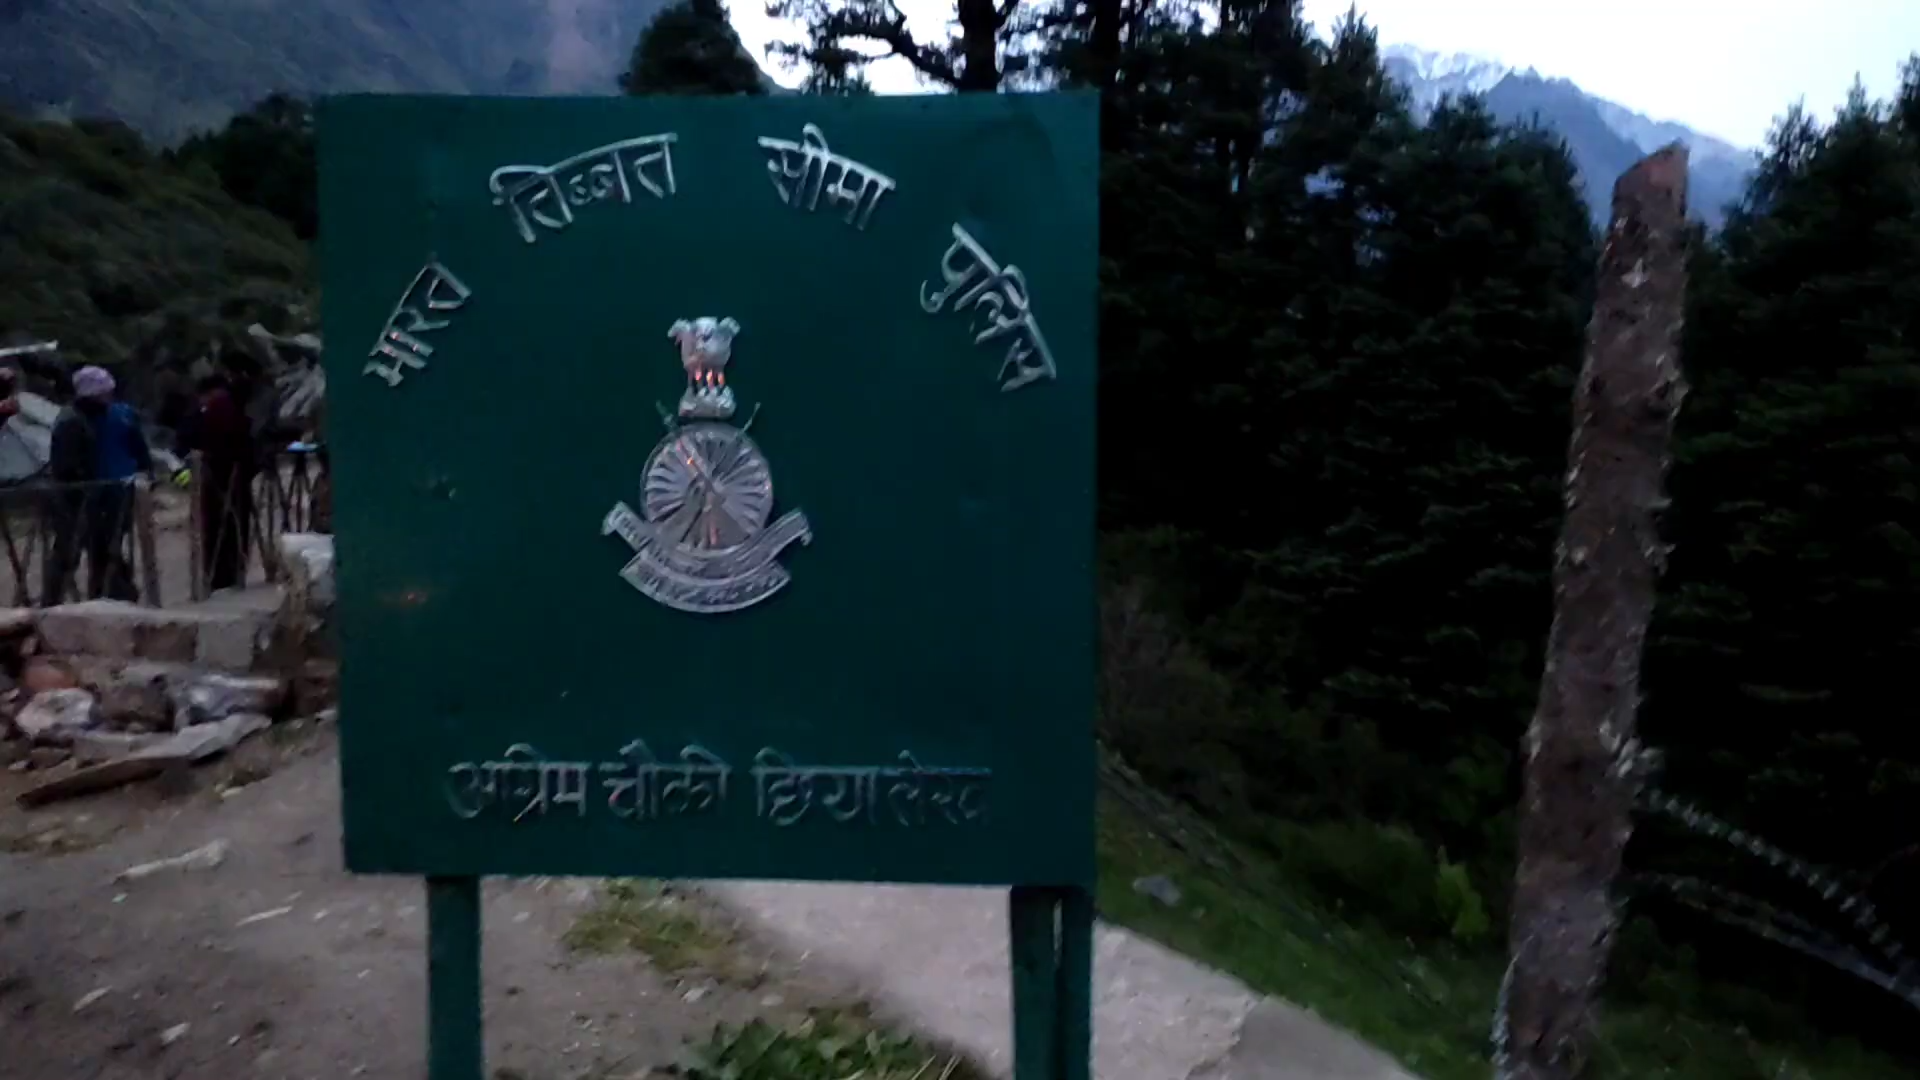 भारत तिब्बत सीमा पुलिस
अग्रिम चौकी छियालेख